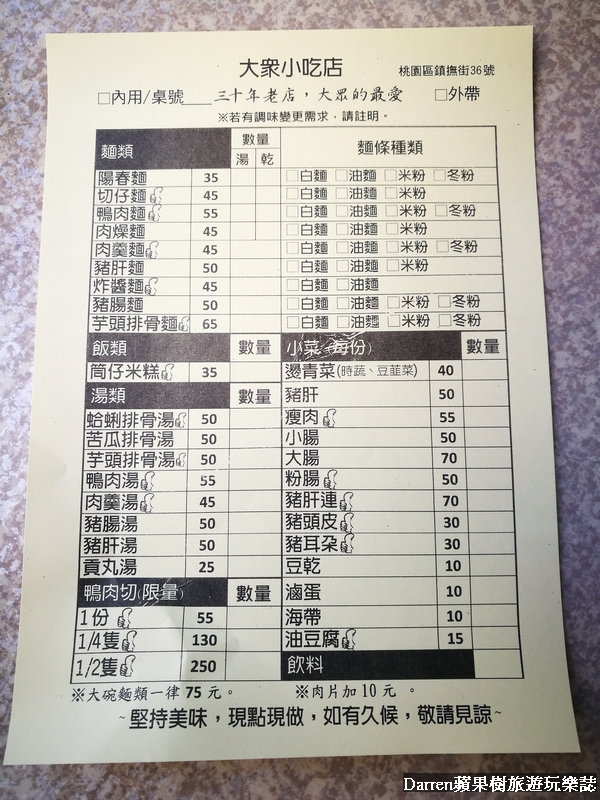 大眾小吃店 桃園區鎮撫街36號
□內用/桌號 三十年老店，大眾的最愛 □外帶
※若有調味變更需求，請註明。
麵類 數量 湯 乾 麵條種類
陽春麵 35 □白麵 □油麵 □米粉 □冬粉
切仔麵 45 □白麵 □油麵 □米粉
鴨肉麵 55 □白麵 □油麵 □米粉 □冬粉
肉燥麵 45 □白麵 □油麵 □米粉
肉羹麵 45 □白麵 □油麵 □米粉 □冬粉
豬肝麵 50 □白麵 □油麵 □米粉
炸醬麵 45 □白麵 □油麵
豬腸麵 50 □白麵 □油麵 □米粉 □冬粉
芋頭排骨麵 65 □白麵 □油麵 □米粉 □冬粉
飯類 數量
筒仔米糕 35
湯類 數量
蛤蜊排骨湯 50
苦瓜排骨湯 50
芋頭排骨湯 50
鴨肉湯 55
肉羹湯 45
豬腸湯 50
豬肝湯 50
貢丸湯 25
鴨肉切(限量) 數量
1份 55
1/4隻 130
1/2隻 250
小菜(每份) 數量
燙青菜(時蔬、豆韮菜) 40
豬肝 50
瘦肉 55
小腸 50
大腸 70
粉腸 50
豬肝連 70
豬頭皮 30
豬耳朵 30
豆乾 10
滷蛋 10
海帶 10
油豆腐 15
飲料
※大碗麵類一律75元。 ※肉片加10元。
~堅持美味，現點現做，如有久候，敬請見諒~
Darren蘋果樹旅遊玩樂誌